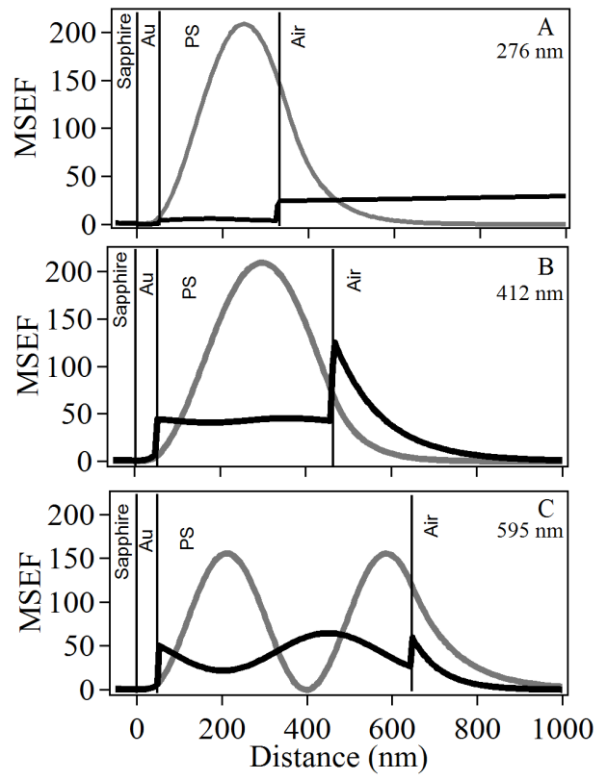 A
276 nm
Sapphire
Au
PS
Air
MSEF
200
150
100
50
0
B
412 nm
Sapphire
Au
PS
Air
MSEF
200
150
100
50
0
C
595 nm
Sapphire
Au
PS
Air
MSEF
200
150
100
50
0
0
200
400
600
800
1000
Distance (nm)